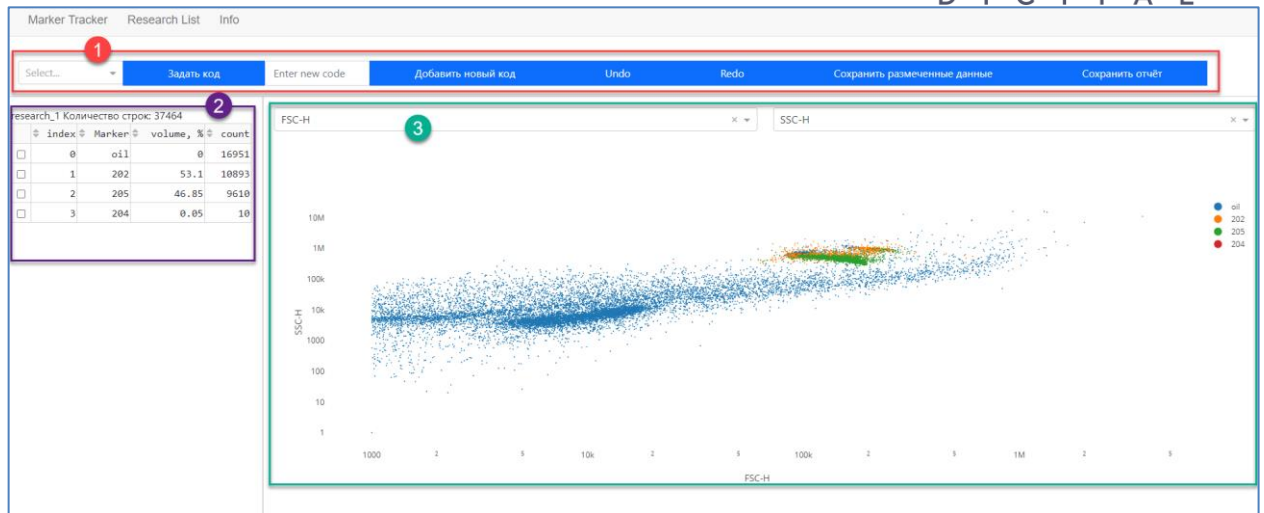 D I G I T A L
Marker Tracker Research List Info
1
Select... Задать код Enter new code Добавить новый код Undo Redo Сохранить размеченные данные Сохранить отчёт
2
research_1 Количество строк: 37464
index Marker volume, % count
0 oil 0 16951
1 202 53.1 10893
2 205 46.85 9610
3 204 0.05 10
3
FSC-H × SSC-H ×
oil
202
205
204
10M
1M
100k
10k
1000
100
10
1
SSC-H
1000 2 5 10k 2 5 100k 2 5 1M 2 5
FSC-H